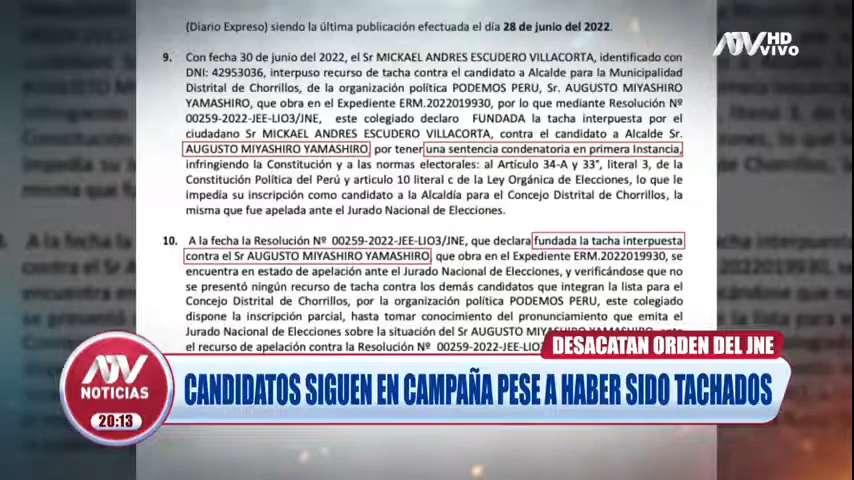 (Diario Expreso) siendo la última publicación efectuada el día 28 de junio del 2022.
9. Con fecha 30 de junio del 2022, el Sr MICKAEL ANDRES ESCUDERO VILLACORTA, identificado con
DNI: 42953036, interpuso recurso de tacha contra el candidato a Alcalde para la Municipalidad
Distrital de Chorrillos, de la organización política PODEMOS PERU, Sr. AUGUSTO MIYASHIRO
YAMASHIRO, que obra en el Expediente ERM.2022019930, por lo que mediante Resolución Nº
00259-2022-JEE-LIO3/JNE, este colegiado declaro FUNDADA la tacha interpuesta por el
ciudadano Sr MICKAEL ANDRES ESCUDERO VILLACORTA, contra el candidato a Alcalde Sr.
AUGUSTO MIYASHIRO YAMASHIRO, por tener una sentencia condenatoria en primera Instancia,
infringiendo la Constitución y a las normas electorales: al Artículo 34-A y 33°, literal 3, de la
Constitución Política del Perú y articulo 10 literal c de la Ley Orgánica de Elecciones, lo que le
impedía su inscripción como candidato a la Alcaldía para el Concejo Distrital de Chorrillos, la
misma que fue apelada ante el Jurado Nacional de Elecciones.
10. A la fecha la Resolución Nº 00259-2022-JEE-LIO3/JNE, que declara fundada la tacha interpuesta
contra el Sr AUGUSTO MIYASHIRO YAMASHIRO, que obra en el Expediente ERM.2022019930, se
encuentra en estado de apelación ante el Jurado Nacional de Elecciones, y verificándose que no
se presentó ningún recurso de tacha contra los demás candidatos que integran la lista para el
Concejo Distrital de Chorrillos, por la organización política PODEMOS PERU, este colegiado
dispone la inscripción parcial, hasta tomar conocimiento del pronunciamiento que emita el
Jurado Nacional de Elecciones sobre la situación del Sr AUGUSTO MIYASHIRO YAMASHIRO, ante
el recurso de apelación contra la Resolución Nº 00259-2022-JEE-LIO3/JNE
ATV HD
VIVO
DESACATAN ORDEN DEL JNE
CANDIDATOS SIGUEN EN CAMPAÑA PESE A HABER SIDO TACHADOS
ATV
NOTICIAS
20:13